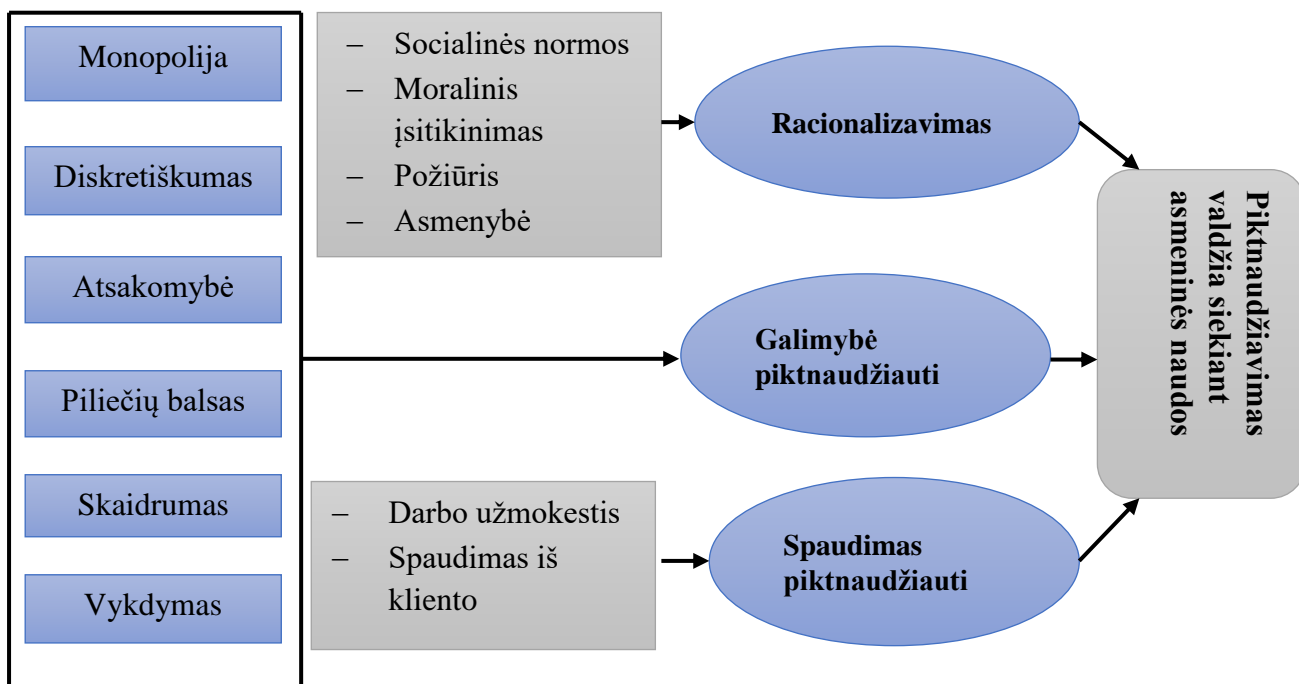 Monopolija
Diskretiškumas
Atsakomybė
Piliečių balsas
Skaidrumas
Vykdymas
– Socialinės normos
– Moralinis
įsitikinimas
– Požiūris
– Asmenybė
– Darbo užmokestis
– Spaudimas iš
kliento
Racionalizavimas
Galimybė
piktnaudžiauti
Spaudimas
piktnaudžiauti
Piktnaudžiavimas
valdžia siekiant
asmeninės naudos